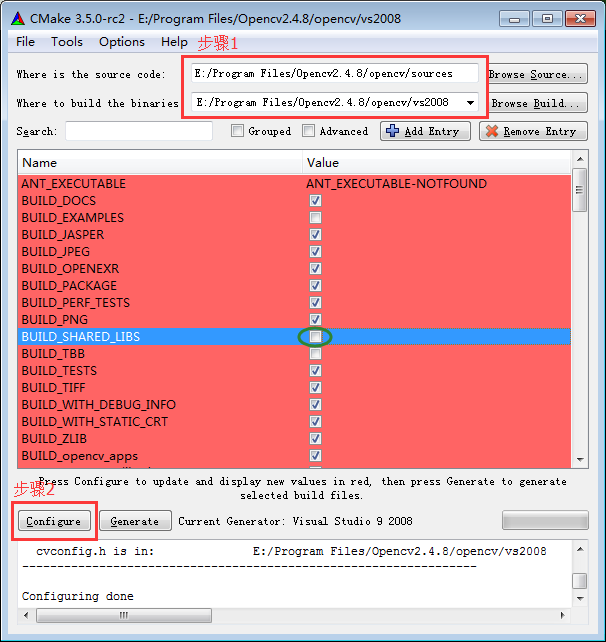 CMake 3.5.0-rc2 - E:/Program Files/Opencv2.4.8/opencv/vs2008
File Tools Options Help 步骤1
Where is the source code: E:/Program Files/Opencv2.4.8/opencv/sources Browse Source...
Where to build the binaries E:/Program Files/Opencv2.4.8/opencv/vs2008 Browse Build...
Search: Grouped Advanced Add Entry Remove Entry
Name Value
ANT_EXECUTABLE ANT_EXECUTABLE-NOTFOUND
BUILD_DOCS
BUILD_EXAMPLES
BUILD_JASPER
BUILD_JPEG
BUILD_OPENEXR
BUILD_PACKAGE
BUILD_PERF_TESTS
BUILD_PNG
BUILD_SHARED_LIBS
BUILD_TBB
BUILD_TESTS
BUILD_TIFF
BUILD_WITH_DEBUG_INFO
BUILD_WITH_STATIC_CRT
BUILD_ZLIB
BUILD_opencv_apps
Press Configure to update and display new values in red, then press Generate to generate
步骤2
selected build files.
Configure Generate Current Generator: Visual Studio 9 2008
cvconfig.h is in: E:/Program Files/Opencv2.4.8/opencv/vs2008
-----------------------------------------------------------------
Configuring done